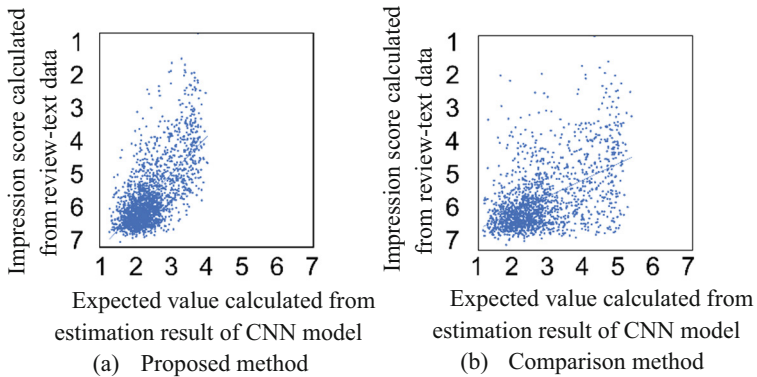 Impression score calculated
from review-text data
1
2
3
4
5
6
7
1 2 3 4 5 6 7
Expected value calculated from
estimation result of CNN model
(a) Proposed method
Impression score calculated
from review-text data
1
2
3
4
5
6
7
1 2 3 4 5 6 7
Expected value calculated from
estimation result of CNN model
(b) Comparison method